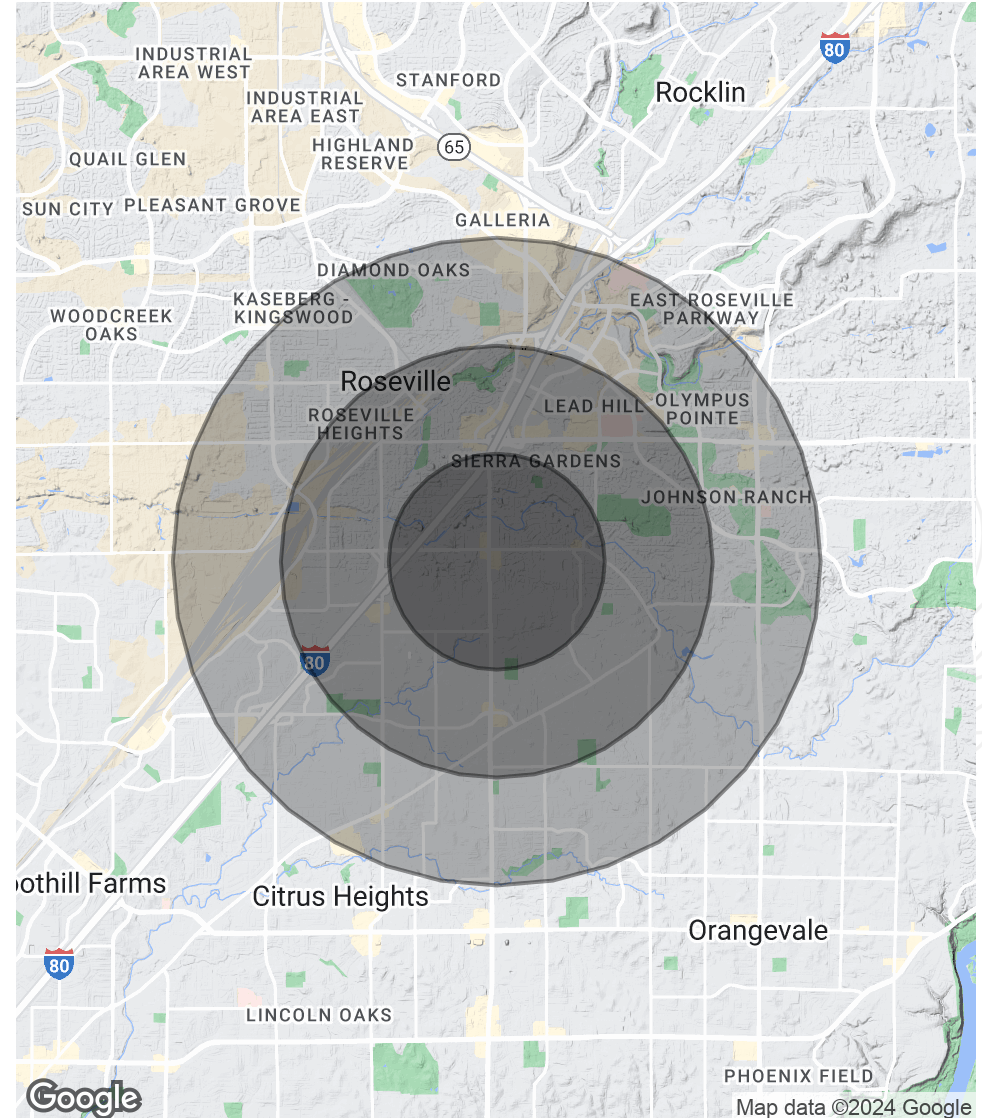 INDUSTRIAL
AREA WEST
80
STANFORD
Rocklin
INDUSTRIAL
AREA EAST
65
HIGHLAND
RESERVE
QUAIL GLEN
SUN CITY
PLEASANT GROVE
GALLERIA
DIAMOND OAKS
KASEBERG -
KINGSWOOD
EAST ROSEVILLE
PARKWAY
WOODCREEK
OAKS
Roseville
ROSEVILLE
HEIGHTS
LEAD HILL
OLYMPUS
POINTE
SIERRA GARDENS
JOHNSON RANCH
80
oothill Farms
Citrus Heights
Orangevale
80
LINCOLN OAKS
PHOENIX FIELD
Google
Map data ©2024 Google